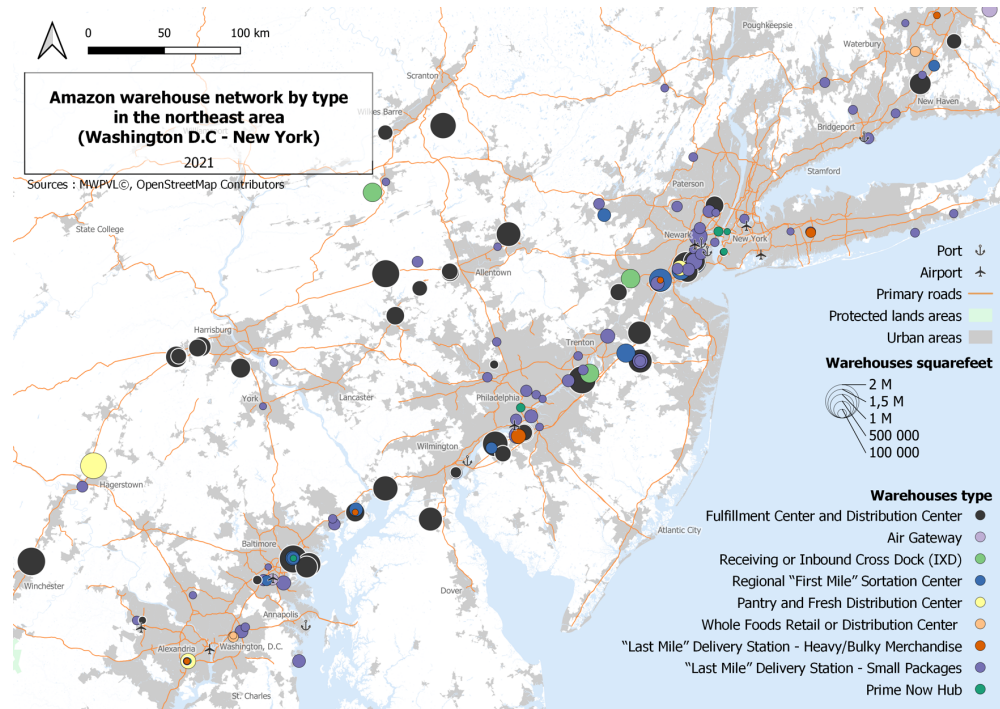 0 50 100 km
Amazon warehouse network by type
in the northeast area
(Washington D.C - New York)
2021
Sources : MWPVL©, OpenStreetMap Contributors
Poughkeepsie
Waterbury
Scranton
New Haven
Wilkes Barre
Bridgeport
Stamford
Paterson
State College
Newark
New York
Allentown
Harrisburg
Trenton
York
Lancaster
Philadelphia
Wilmington
Hagerstown
Atlantic City
Baltimore
Winchester
Dover
Annapolis
Alexandria
Washington, D.C.
St. Charles
Port
Airport
Primary roads
Protected lands areas
Urban areas
Warehouses squarefeet
2 M
1,5 M
1 M
500 000
100 000
Warehouses type
Fulfillment Center and Distribution Center
Air Gateway
Receiving or Inbound Cross Dock (IXD)
Regional “First Mile” Sortation Center
Pantry and Fresh Distribution Center
Whole Foods Retail or Distribution Center
“Last Mile” Delivery Station - Heavy/Bulky Merchandise
“Last Mile” Delivery Station - Small Packages
Prime Now Hub